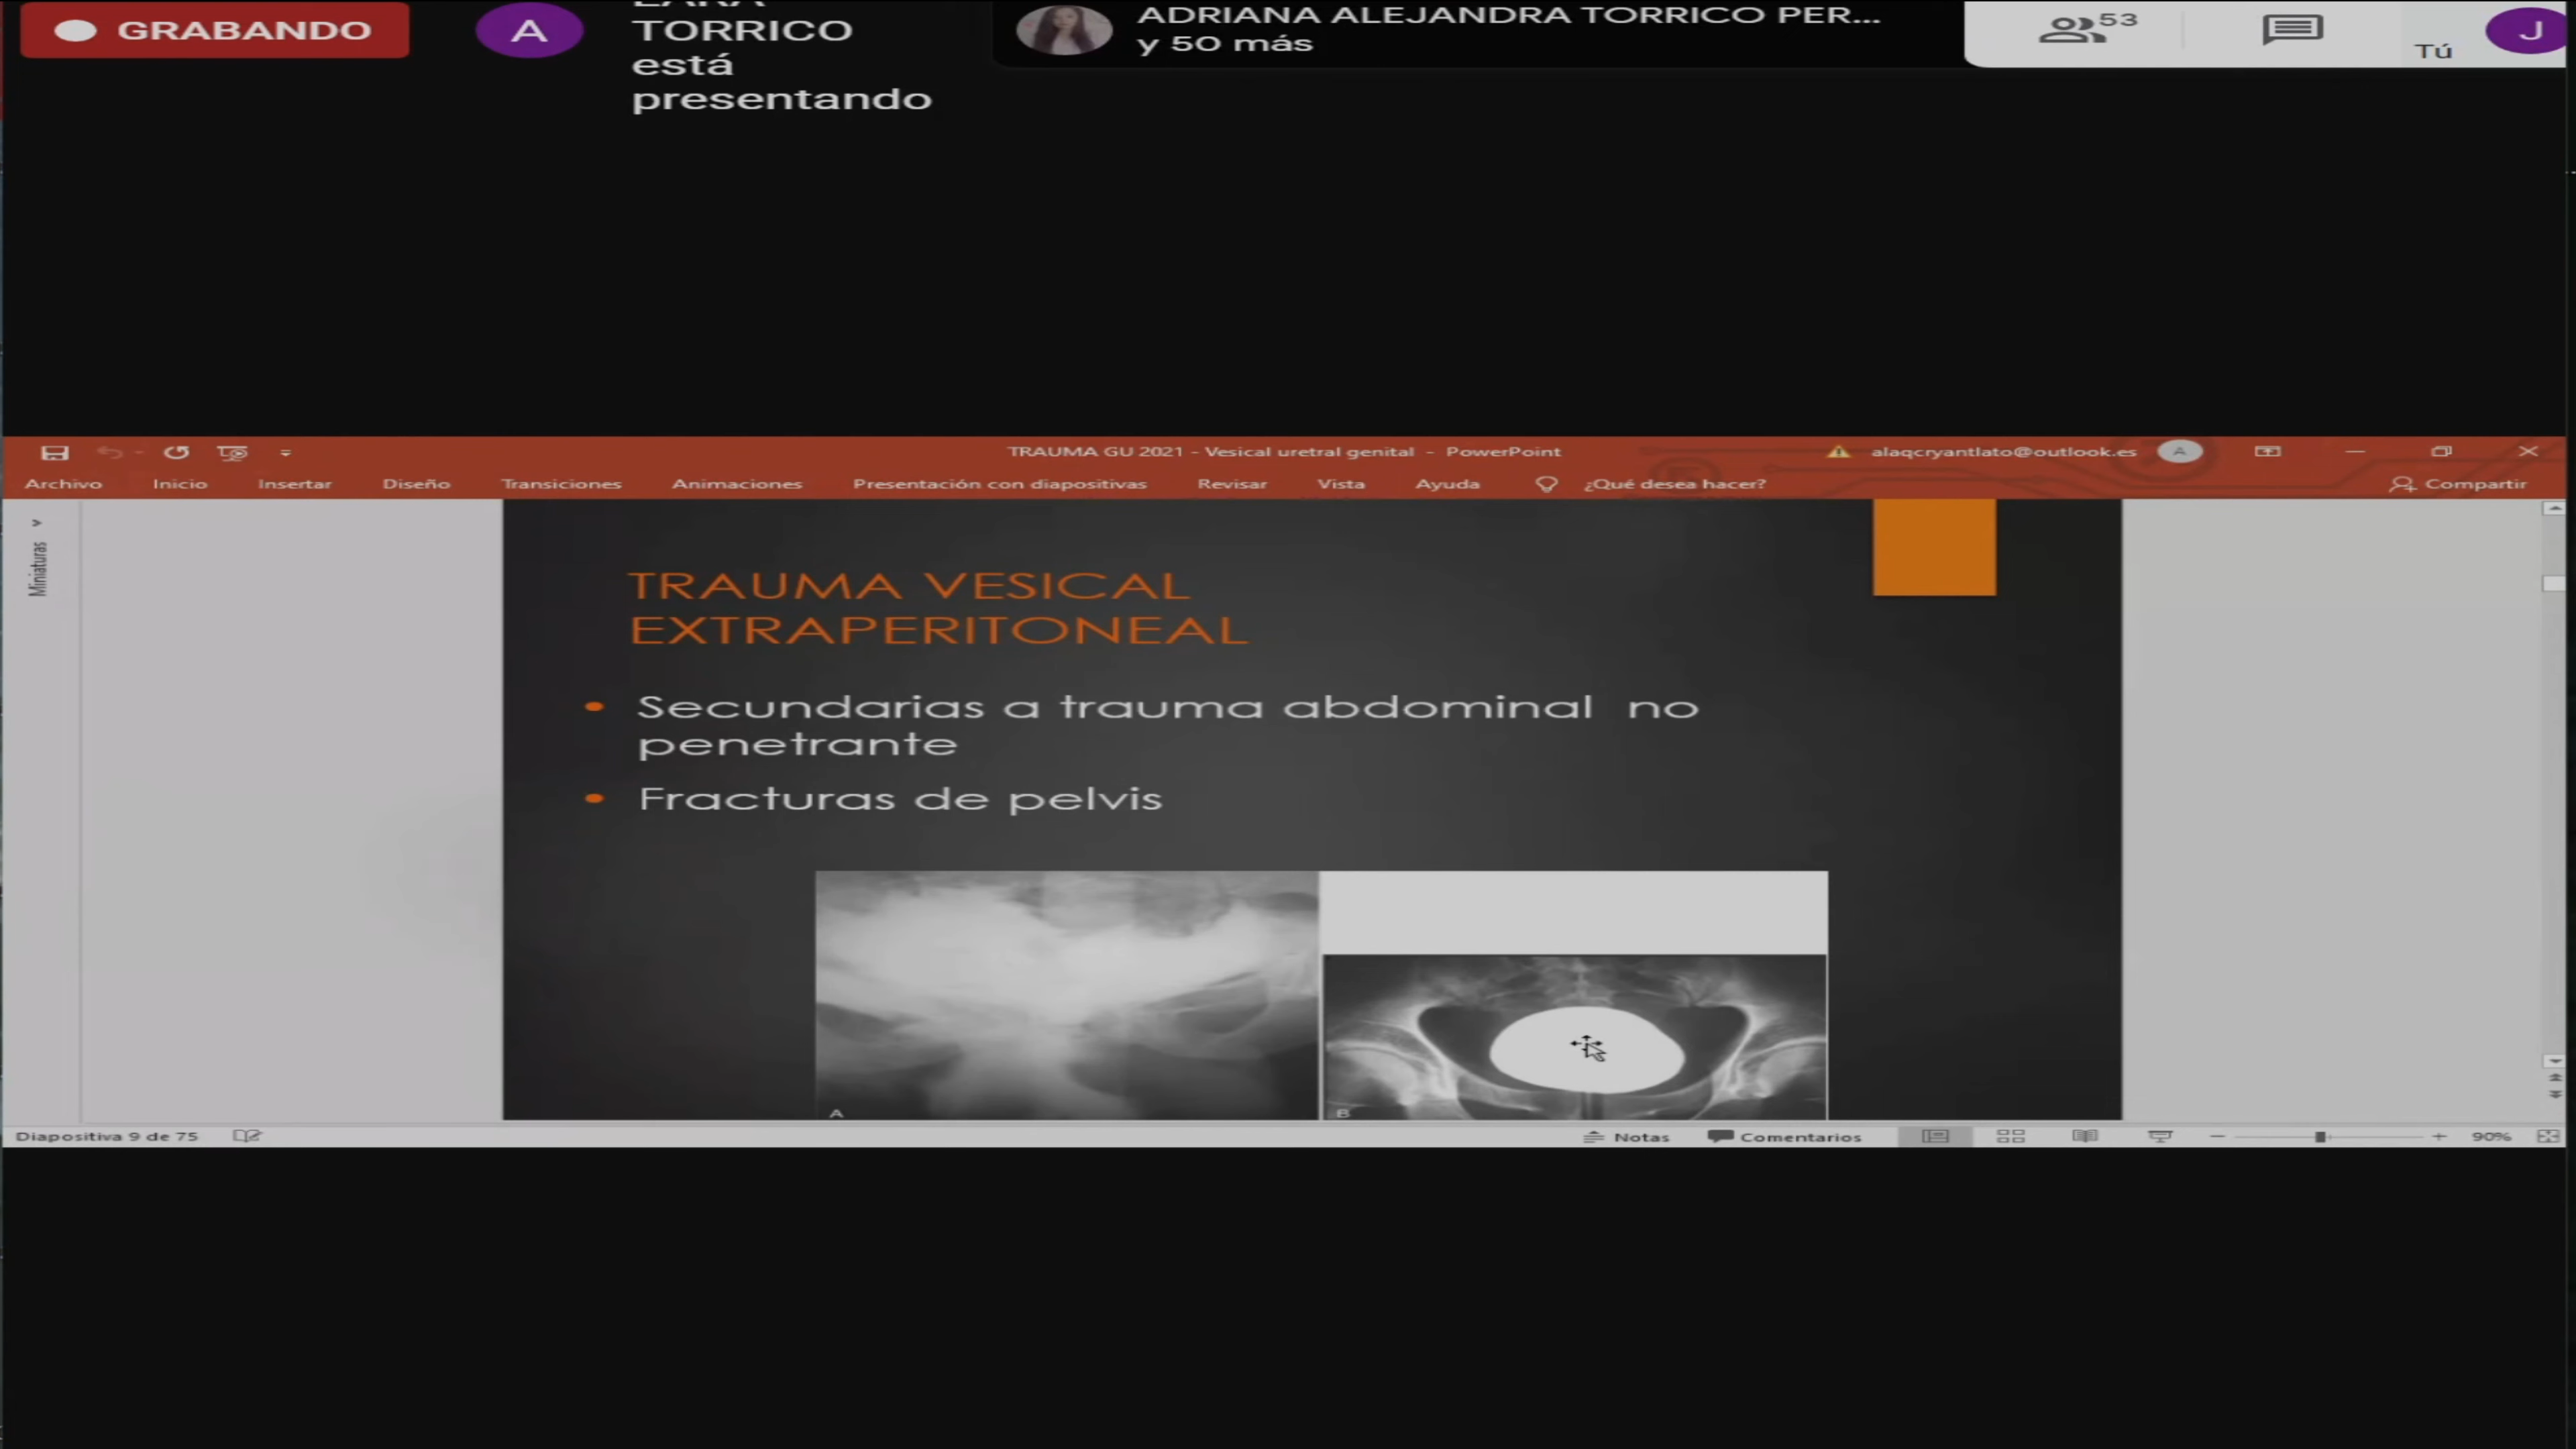 GRABANDO
A
LARA
TORRICO
está
presentando
ADRIANA ALEJANDRA TORRICO PER...
y 50 más
53
Tú
J
TRAUMA GU 2021 - Vesical uretral genital - PowerPoint
alaqcryantlato@outlook.es
A
Archivo Inicio Insertar Diseño Transiciones Animaciones Presentación con diapositivas Revisar Vista Ayuda ¿Qué desea hacer? Compartir
Miniaturas
TRAUMA VESICAL
EXTRAPERITONEAL
• Secundarias a trauma abdominal no
penetrante
• Fracturas de pelvis
A
B
Diapositiva 9 de 75
Notas Comentarios 90%